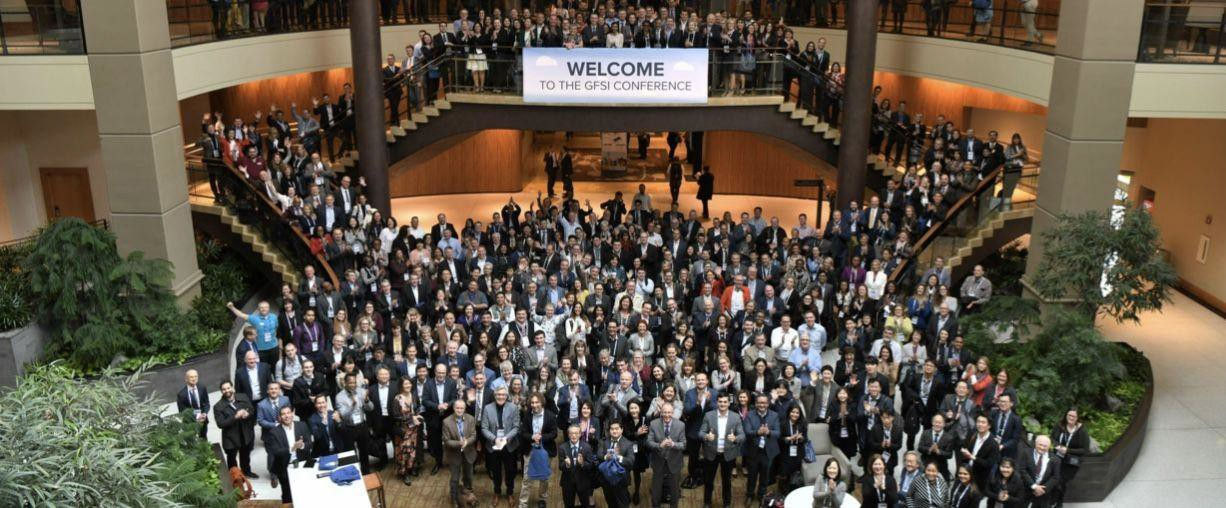 WELCOME
TO THE GFSI CONFERENCE